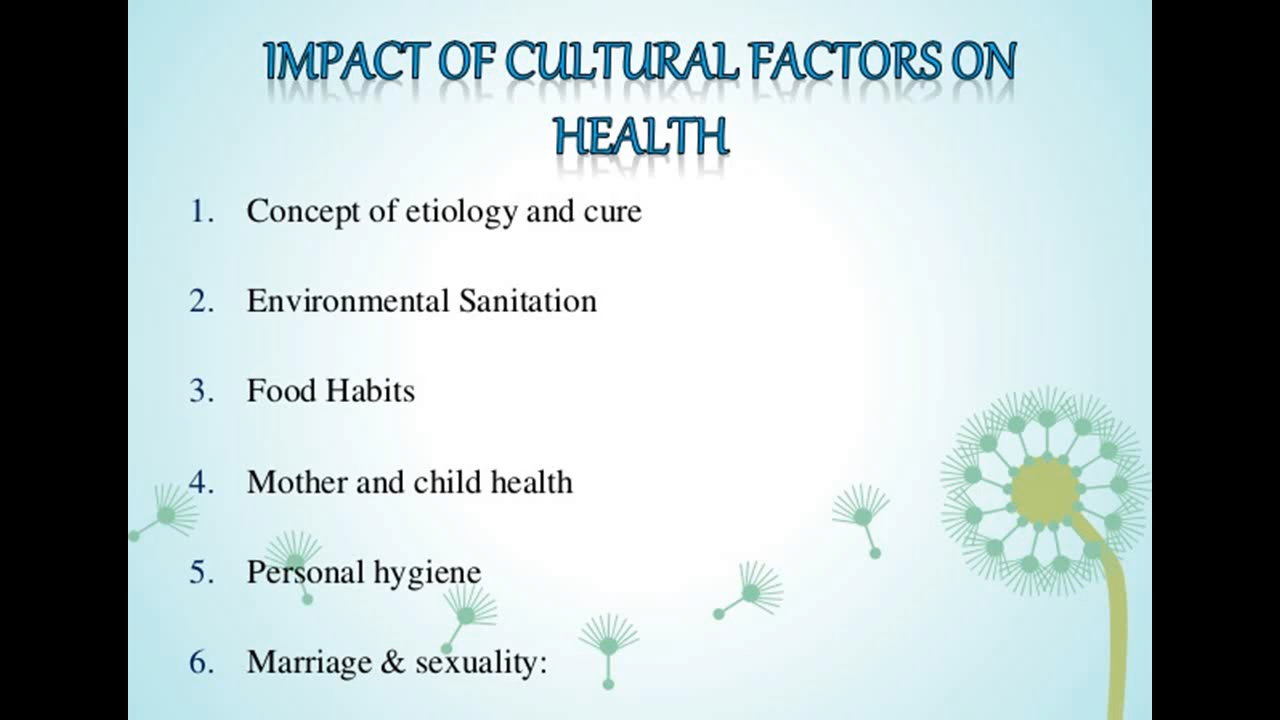 IMPACT OF CULTURAL FACTORS ON
HEALTH
1. Concept of etiology and cure
2. Environmental Sanitation
3. Food Habits
4. Mother and child health
5. Personal hygiene
6. Marriage & sexuality: